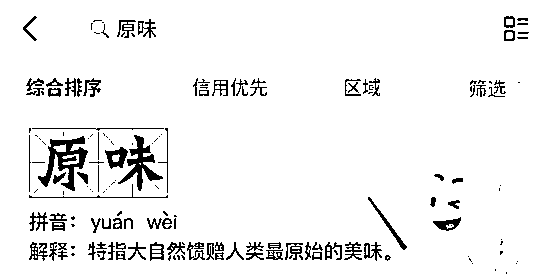 原味
综合排序 信用优先 区域 筛选
原味
拼音：yuán wèi
解释：特指大自然馈赠人类最原始的美味。